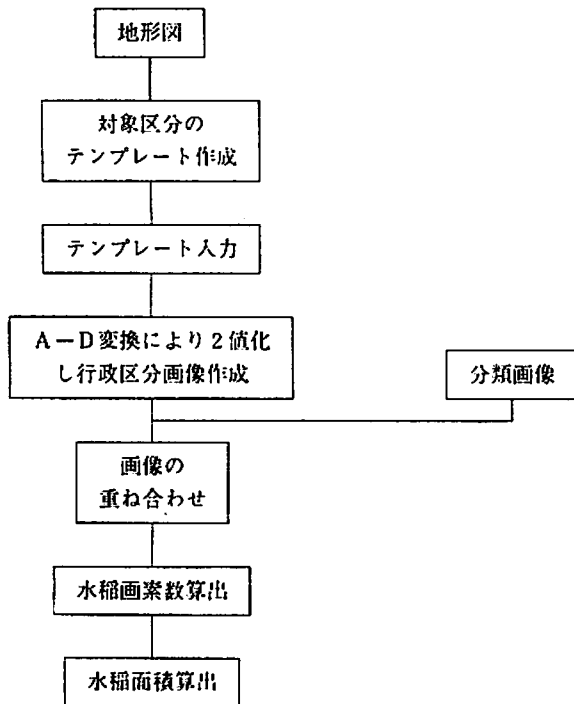 地形図
対象区分の
テンプレート作成
テンプレート入力
A－D変換により2値化
し行政区分画像作成
分類画像
画像の
重ね合わせ
水稲画素数算出
水稲面積算出